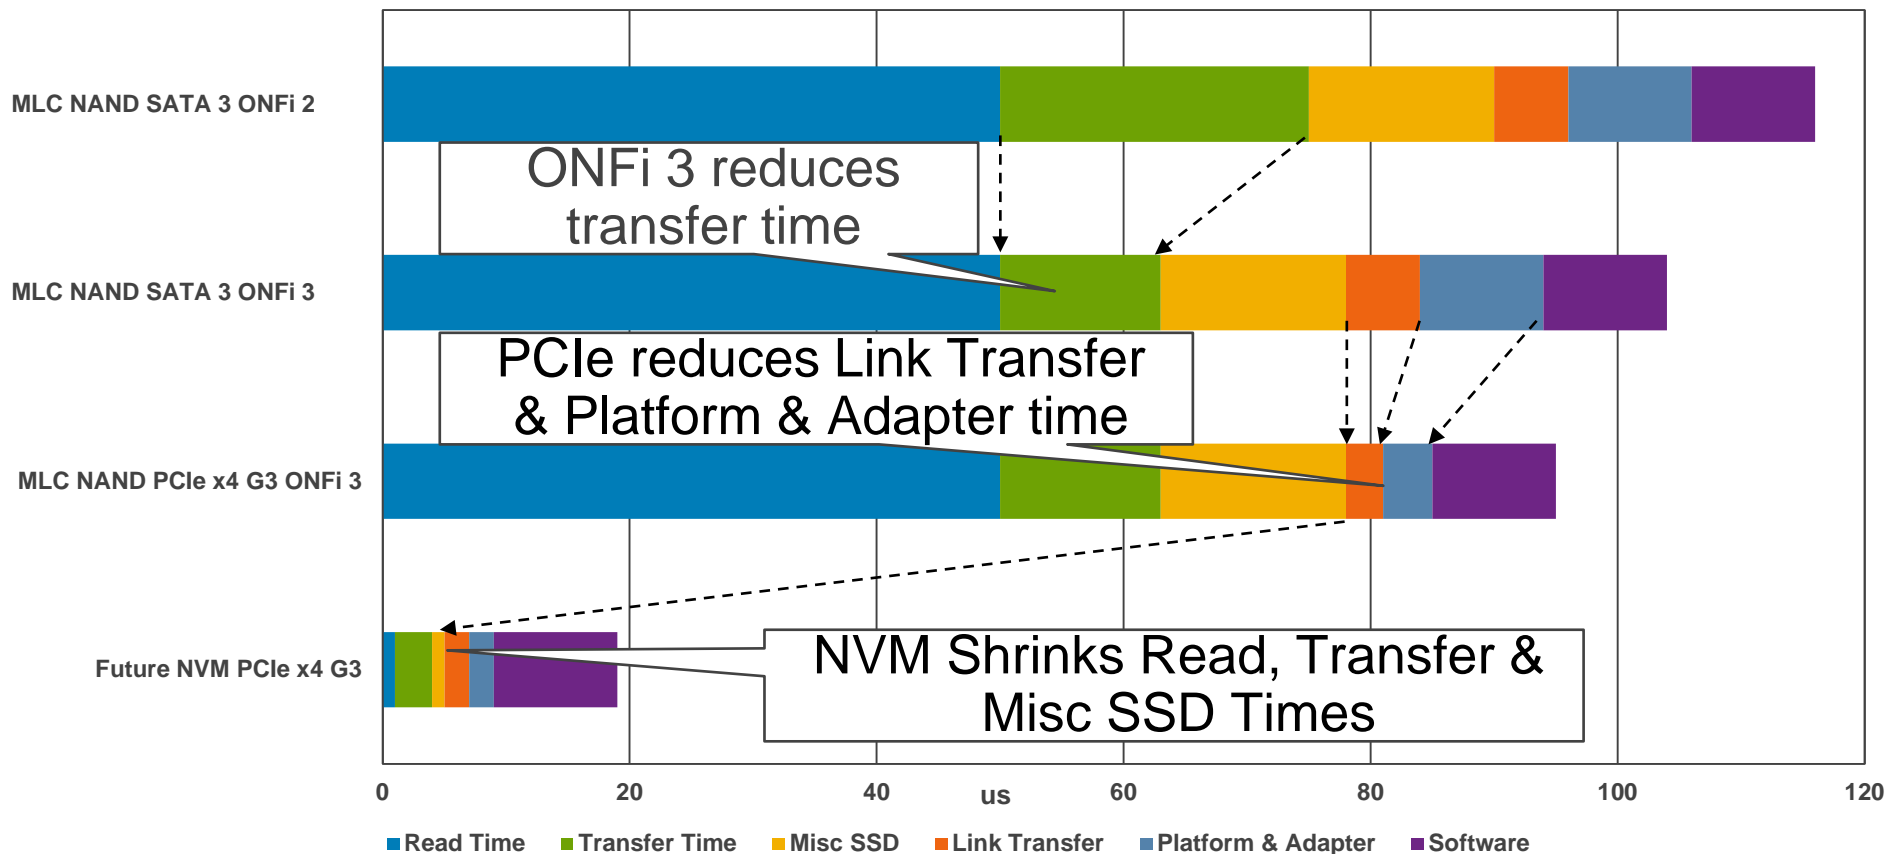 MLC NAND SATA 3 ONFi 2
ONFi 3 reduces
transfer time
MLC NAND SATA 3 ONFi 3
PCIe reduces Link Transfer
& Platform & Adapter time
MLC NAND PCIe x4 G3 ONFi 3
Future NVM PCIe x4 G3
NVM Shrinks Read, Transfer &
Misc SSD Times
0 20 40 us 60 80 100 120
Read Time Transfer Time Misc SSD Link Transfer Platform & Adapter Software